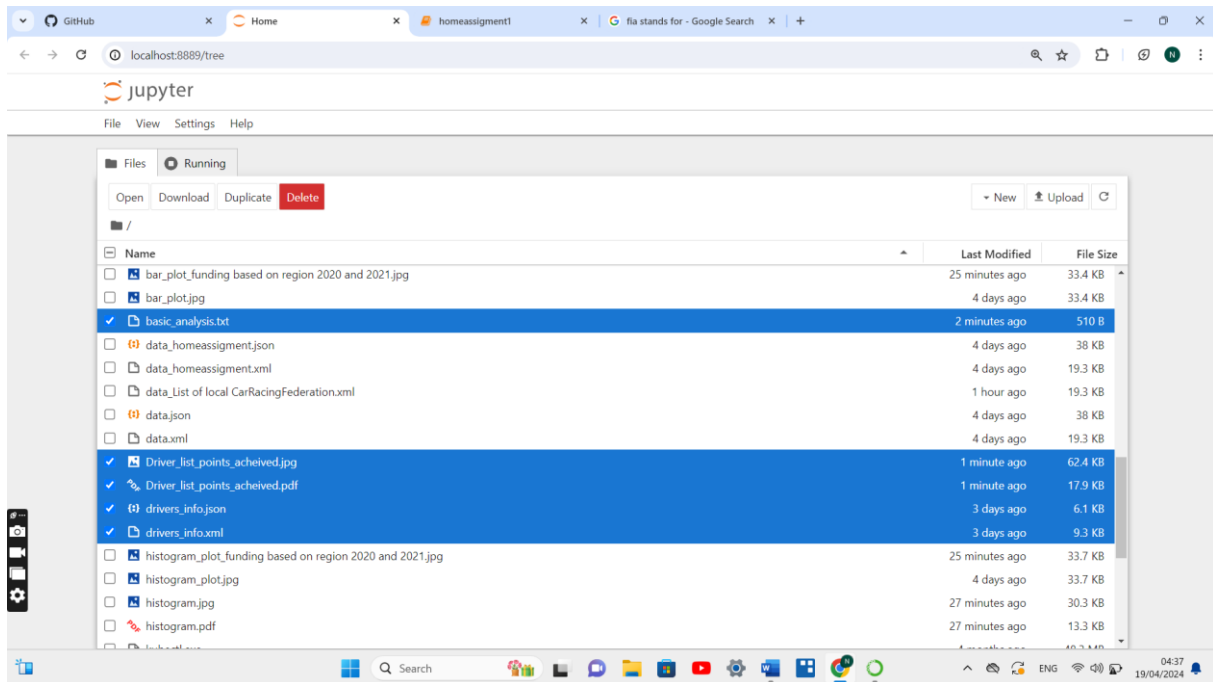 GitHub Home homeassigment1 fia stands for - Google Search
localhost:8889/tree N
jupyter
File View Settings Help
Files Running
Open Download Duplicate Delete New Upload
/
Name Last Modified File Size
bar_plot_funding based on region 2020 and 2021.jpg 25 minutes ago 33.4 KB
bar_plot.jpg 4 days ago 33.4 KB
basic_analysis.txt 2 minutes ago 510 B
data_homeassigment.json 4 days ago 38 KB
data_homeassigment.xml 4 days ago 19.3 KB
data_List of local CarRacingFederation.xml 1 hour ago 19.3 KB
data.json 4 days ago 38 KB
data.xml 4 days ago 19.3 KB
Driver_list_points_acheived.jpg 1 minute ago 62.4 KB
Driver_list_points_acheived.pdf 1 minute ago 17.9 KB
drivers_info.json 3 days ago 6.1 KB
drivers_info.xml 3 days ago 9.3 KB
histogram_plot_funding based on region 2020 and 2021.jpg 25 minutes ago 33.7 KB
histogram_plot.jpg 4 days ago 33.7 KB
histogram.jpg 27 minutes ago 30.3 KB
histogram.pdf 27 minutes ago 13.3 KB
Search ENG 04:37
19/04/2024